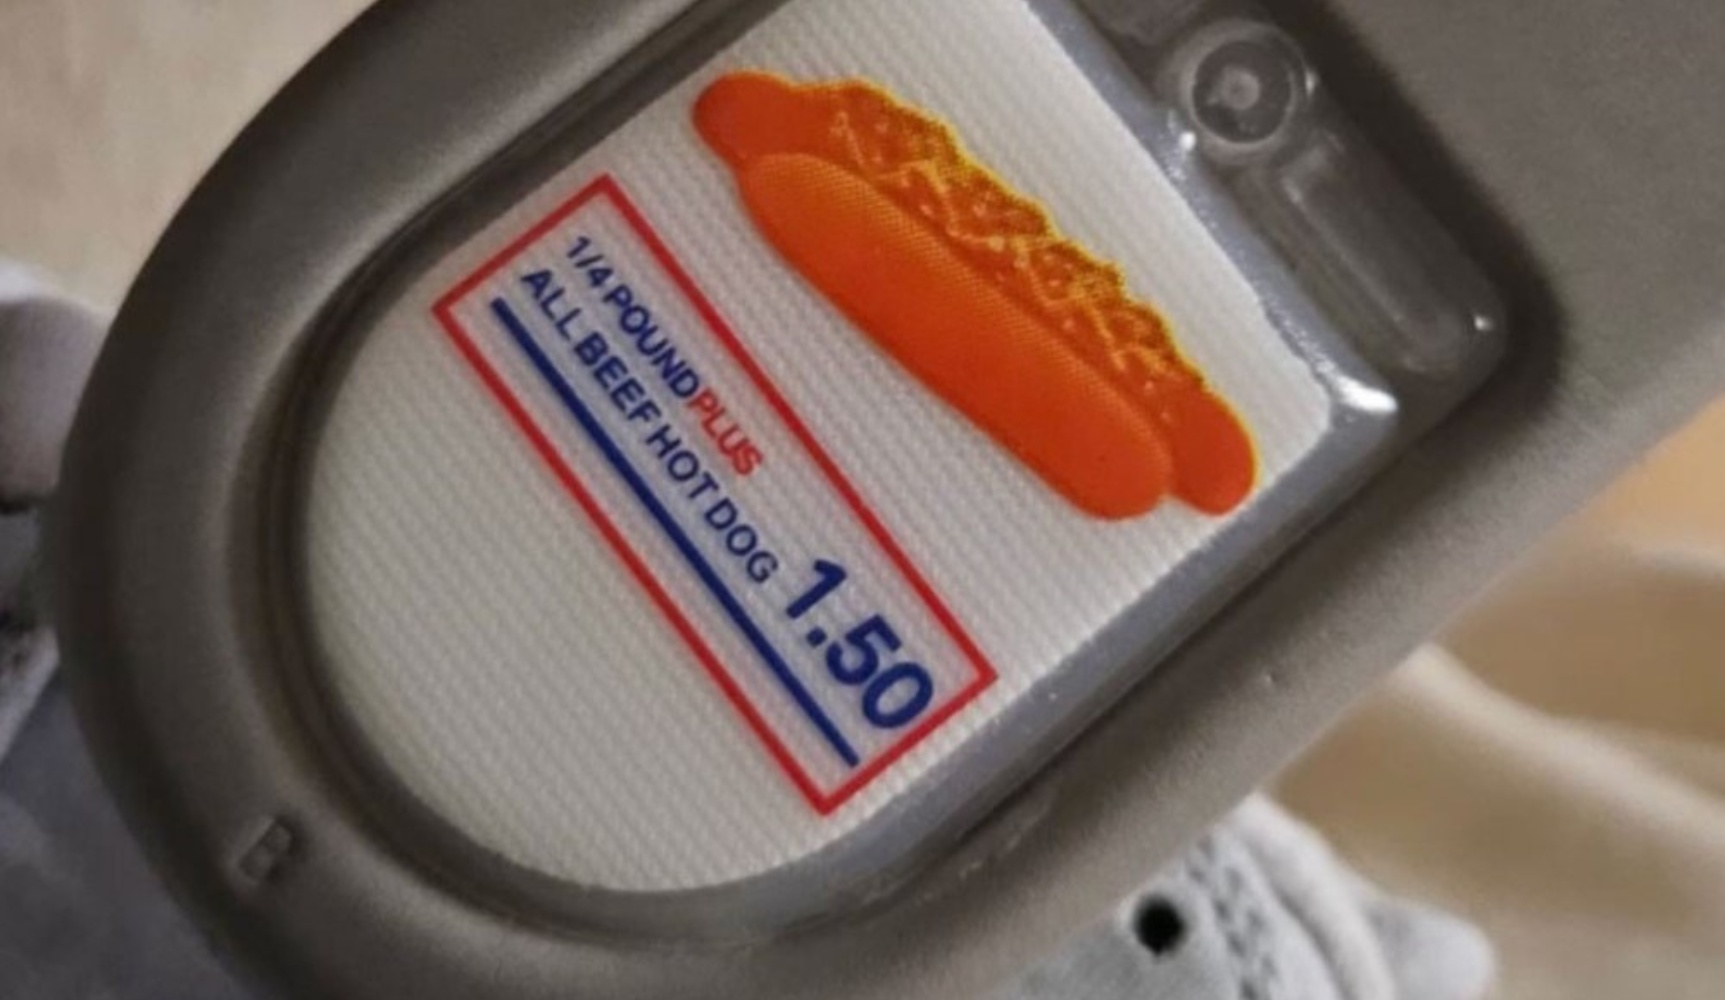 1/4 POUND PLUS
ALL BEEF HOT DOG 1.50
B